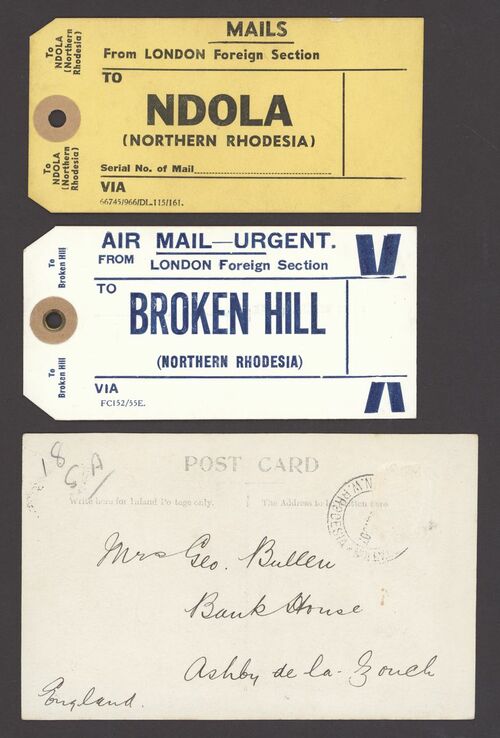 To
NDOLA
(Northern
Rhodesia)
To
NDOLA
(Northern
Rhodesia)
MAILS
From LONDON Foreign Section
TO
NDOLA
(NORTHERN RHODESIA)
Serial No. of Mail
VIA
66745/966/DL.115/161.
To
Broken Hill
To
Broken Hill
AIR MAIL—URGENT.
FROM LONDON Foreign Section
TO
BROKEN HILL
(NORTHERN RHODESIA)
VIA
FC152/55E.
18
SA/
POST CARD
Write here for Inland Postage only.
The Address to be
N.W. RHODESIA
Mrs Geo. Bullen
Bank House
Ashby de la-Zouch
England.